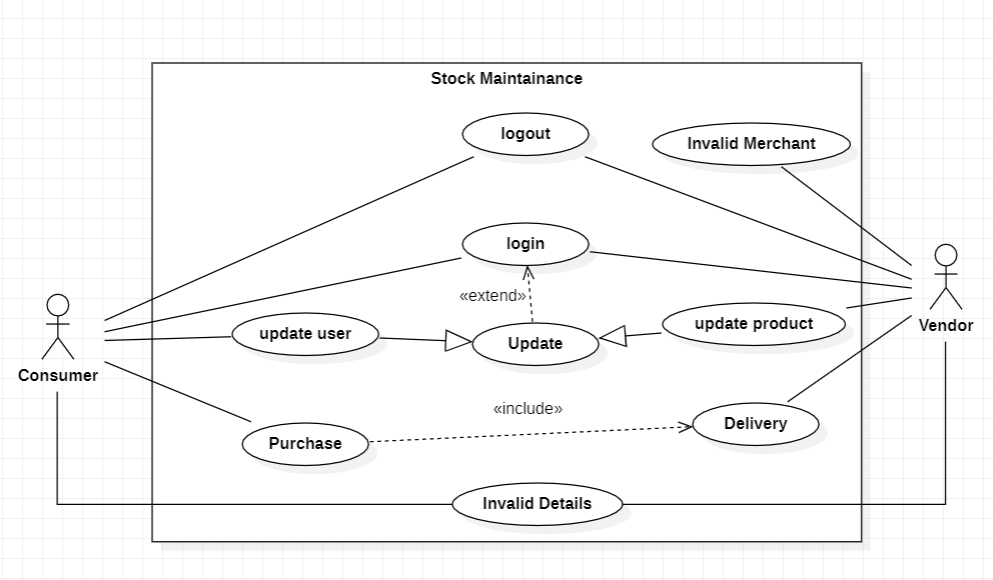 Stock Maintainance
logout
Invalid Merchant
login
«extend»
update user
Update
update product
Vendor
Consumer
«include»
Purchase
Delivery
Invalid Details